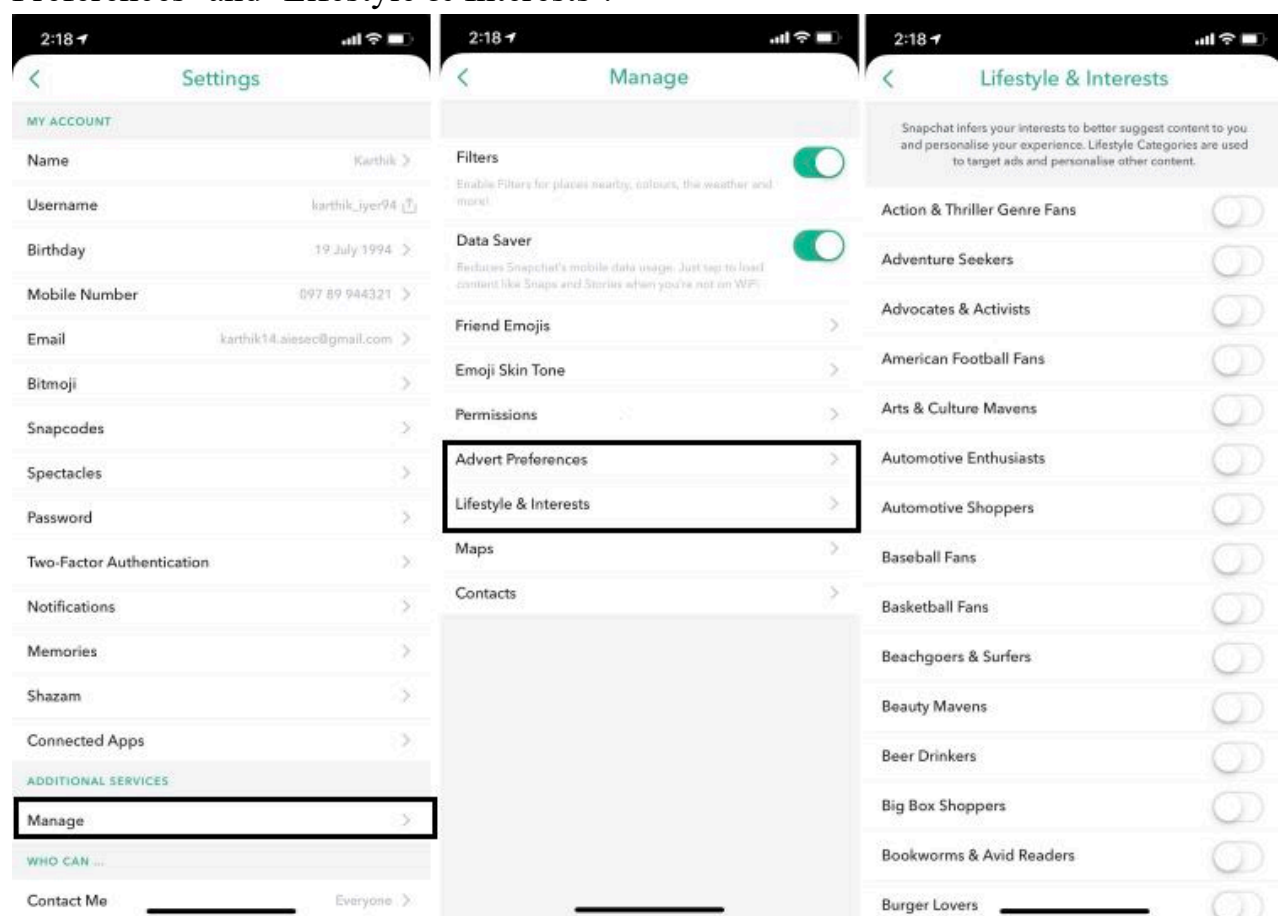 Preferences" and "Lifestyle & Interests".
2:18
Settings
MY ACCOUNT
Name Karthik
Username karthik_iyer94
Birthday 19 July 1994
Mobile Number 097 89 944321
Email karthik14.aiesec@gmail.com
Bitmoji
Snapcodes
Spectacles
Password
Two-Factor Authentication
Notifications
Memories
Shazam
Connected Apps
ADDITIONAL SERVICES
Manage
WHO CAN ...
Contact Me Everyone
2:18
Manage
Filters
Enable Filters for places nearby, colours, the weather and
more!
Data Saver
Reduces Snapchat's mobile data usage. Just tap to load
content like Snaps and Stories when you're not on WiFi
Friend Emojis
Emoji Skin Tone
Permissions
Advert Preferences
Lifestyle & Interests
Maps
Contacts
2:18
Lifestyle & Interests
Snapchat infers your interests to better suggest content to you
and personalise your experience. Lifestyle Categories are used
to target ads and personalise other content.
Action & Thriller Genre Fans
Adventure Seekers
Advocates & Activists
American Football Fans
Arts & Culture Mavens
Automotive Enthusiasts
Automotive Shoppers
Baseball Fans
Basketball Fans
Beachgoers & Surfers
Beauty Mavens
Beer Drinkers
Big Box Shoppers
Bookworms & Avid Readers
Burger Lovers